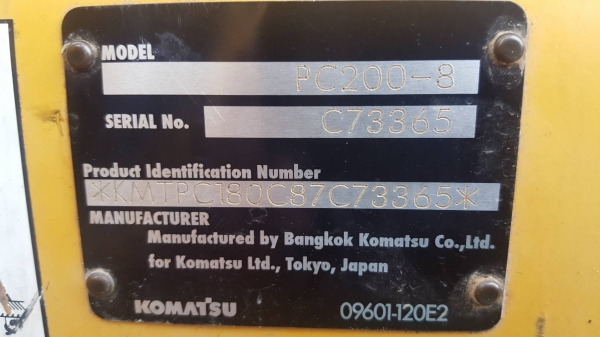 MODEL
PC200-8
SERIAL No.
C73365
Product Identification Number
*KMTPC180C87C73365*
MANUFACTURER
Manufactured by Bangkok Komatsu Co.,Ltd.
for Komatsu Ltd., Tokyo, Japan
KOMATSU
09601-120E2